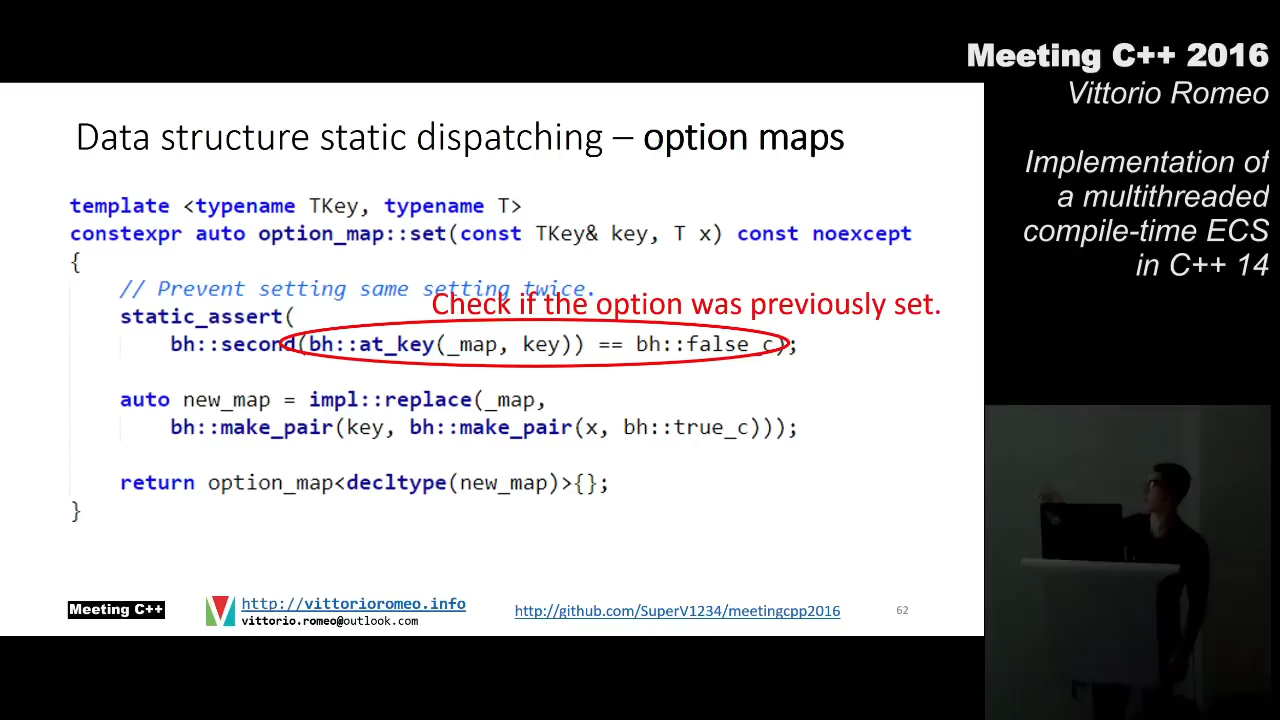 Meeting C++ 2016
Vittorio Romeo
Implementation of
a multithreaded
compile-time ECS
in C++ 14
Data structure static dispatching – option maps
template <typename TKey, typename T>
constexpr auto option_map::set(const TKey& key, T x) const noexcept
{
// Prevent setting same setting twice.
Check if the option was previously set.
static_assert(
bh::second(bh::at_key(_map, key)) == bh::false_c);
auto new_map = impl::replace(_map,
bh::make_pair(key, bh::make_pair(x, bh::true_c)));
return option_map<decltype(new_map)>{};
}
Meeting C++
http://vittorioromeo.info
vittorio.romeo@outlook.com
http://github.com/SuperV1234/meetingcpp2016
62